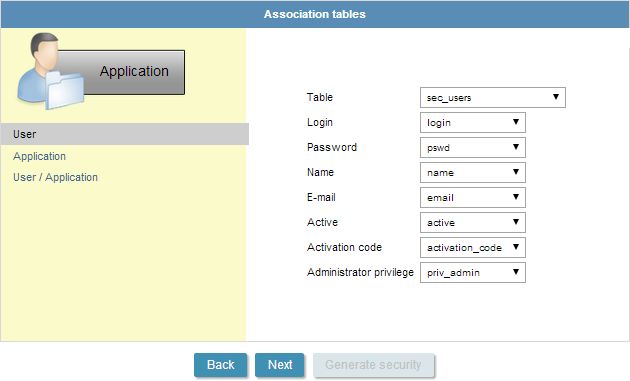 Association tables
Application
User
Application
User / Application
Table sec_users
Login login
Password pswd
Name name
E-mail email
Active active
Activation code activation_code
Administrator privilege priv_admin
Back Next Generate security